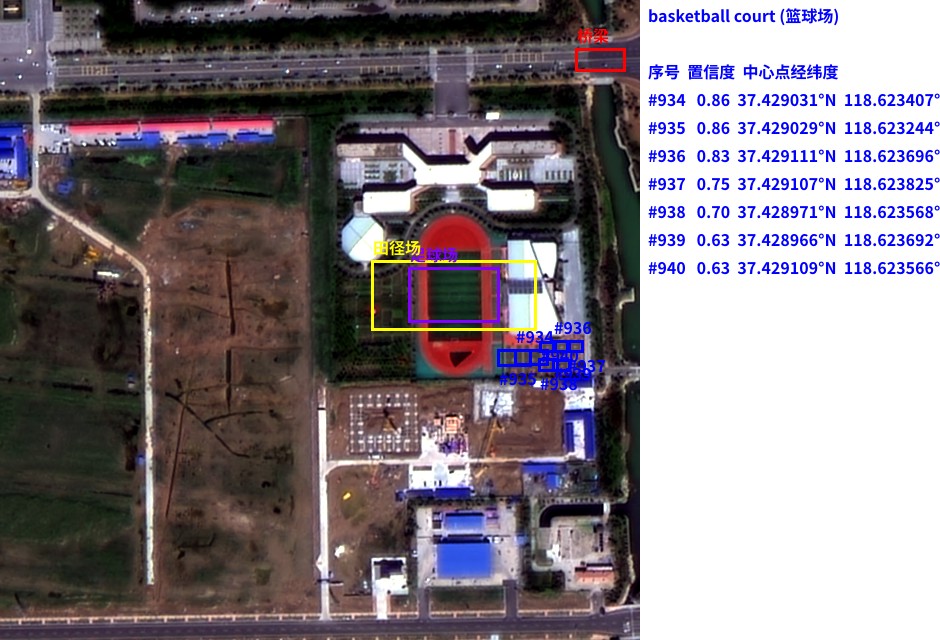 basketball court (篮球场)
桥梁
序号 置信度 中心点经纬度
#934 0.86 37.429031°N 118.623407°
#935 0.86 37.429029°N 118.623244°
#936 0.83 37.429111°N 118.623696°
#937 0.75 37.429107°N 118.623825°
#938 0.70 37.428971°N 118.623568°
#939 0.63 37.428966°N 118.623692°
#940 0.63 37.429109°N 118.623566°
田径场
足球场
#936
#934
#940
#937
#935
#938